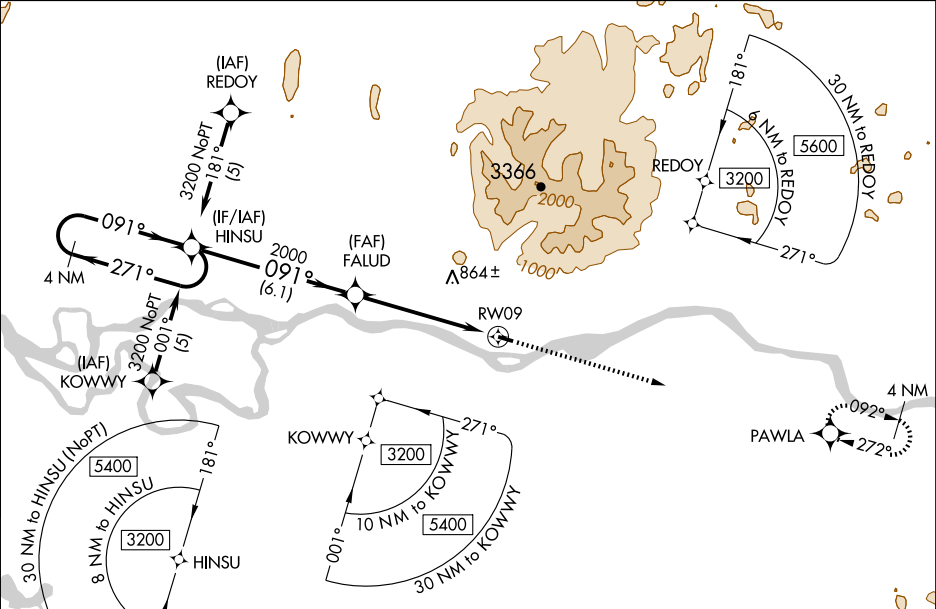 (IAF)
REDOY
3200 NoPT
181°
(5)
(IF/IAF)
HINSU
091°
271°
4 NM
2000
091°
(6.1)
(FAF)
FALUD
3200 NoPT
001°
(5)
(IAF)
KOWWY
3366
2000
1000
864±
RW09
181°
30 NM to REDOY
5600
6 NM to REDOY
3200
REDOY
271°
4 NM
092°
272°
PAWLA
30 NM to HINSU (NoPT)
5400
8 NM to HINSU
3200
181°
HINSU
KOWWY
271°
3200
10 NM to KOWWY
5400
30 NM to KOWWY
001°